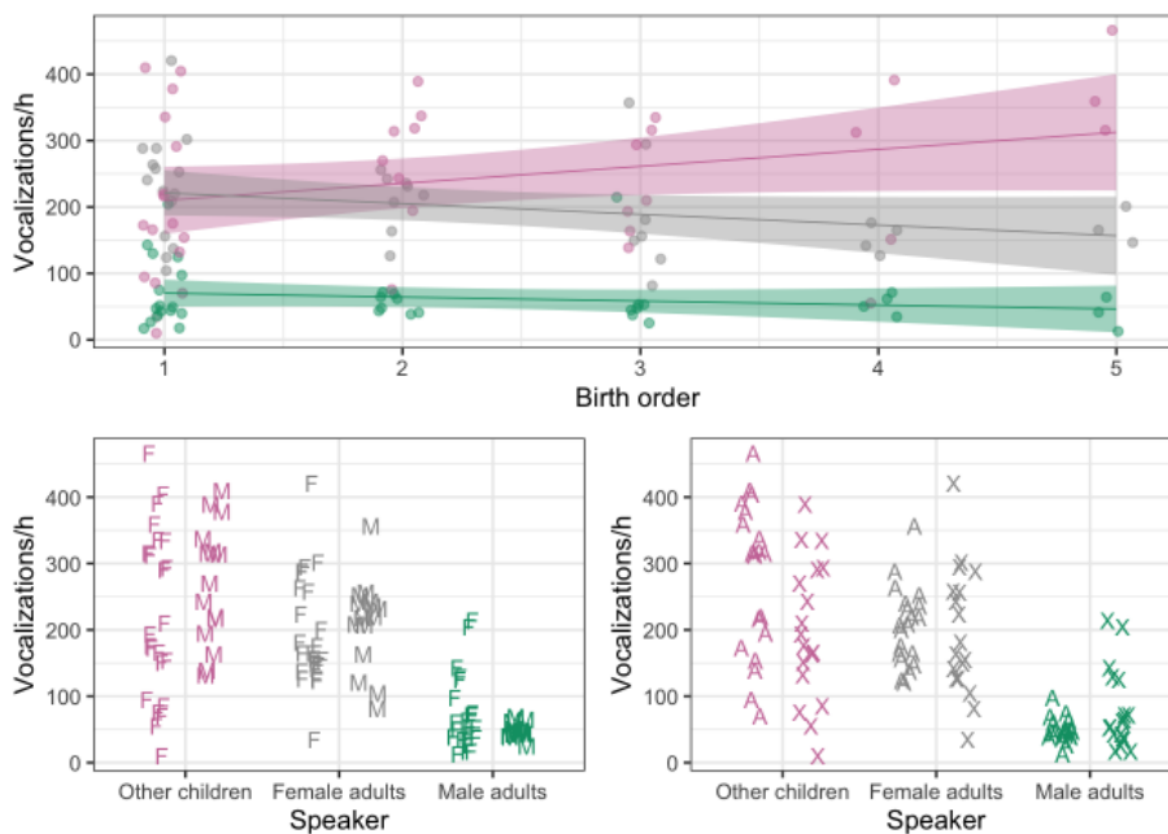 400
300
200
100
0
Vocalizations/h
1 2 3 4 5
Birth order
400
300
200
100
0
Vocalizations/h
F F F F F F F F F F F F F F F F F F F F
M M M M M M M M M M M M M M
Other children Female adults Male adults
Speaker
400
300
200
100
0
Vocalizations/h
A A A A A A A A A A A A A A A A A
X X X X X X X X X X X X X X X X X
Other children Female adults Male adults
Speaker